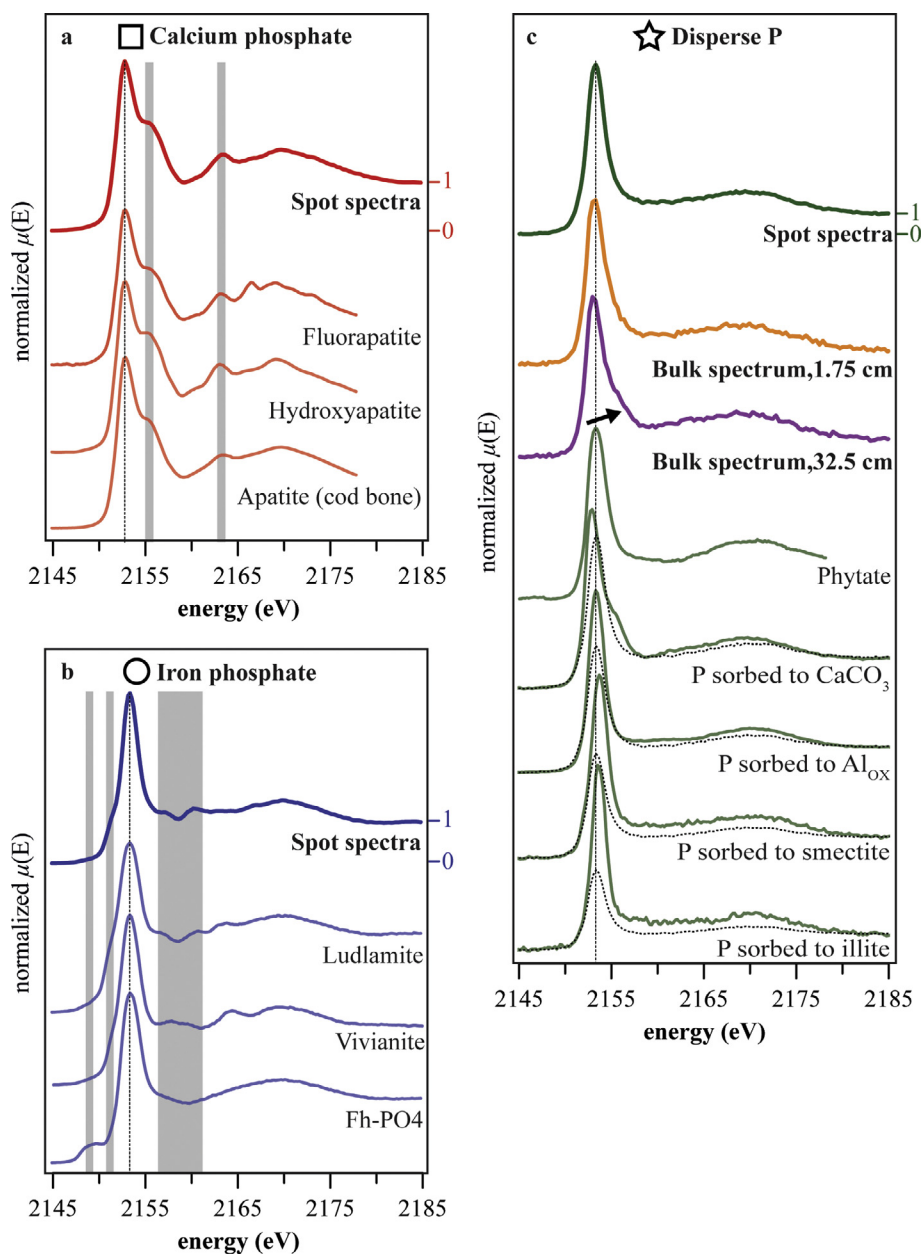 a
Calcium phosphate
normalized μ(E)
1
0
Spot spectra
Fluorapatite
Hydroxyapatite
Apatite (cod bone)
2145 2155 2165 2175 2185
energy (eV)
b
Iron phosphate
normalized μ(E)
1
0
Spot spectra
Ludlamite
Vivianite
Fh-PO4
2145 2155 2165 2175 2185
energy (eV)
c
Disperse P
normalized μ(E)
1
0
Spot spectra
Bulk spectrum,1.75 cm
Bulk spectrum,32.5 cm
Phytate
P sorbed to CaCO₃
P sorbed to Al_OX
P sorbed to smectite
P sorbed to illite
2145 2155 2165 2175 2185
energy (eV)